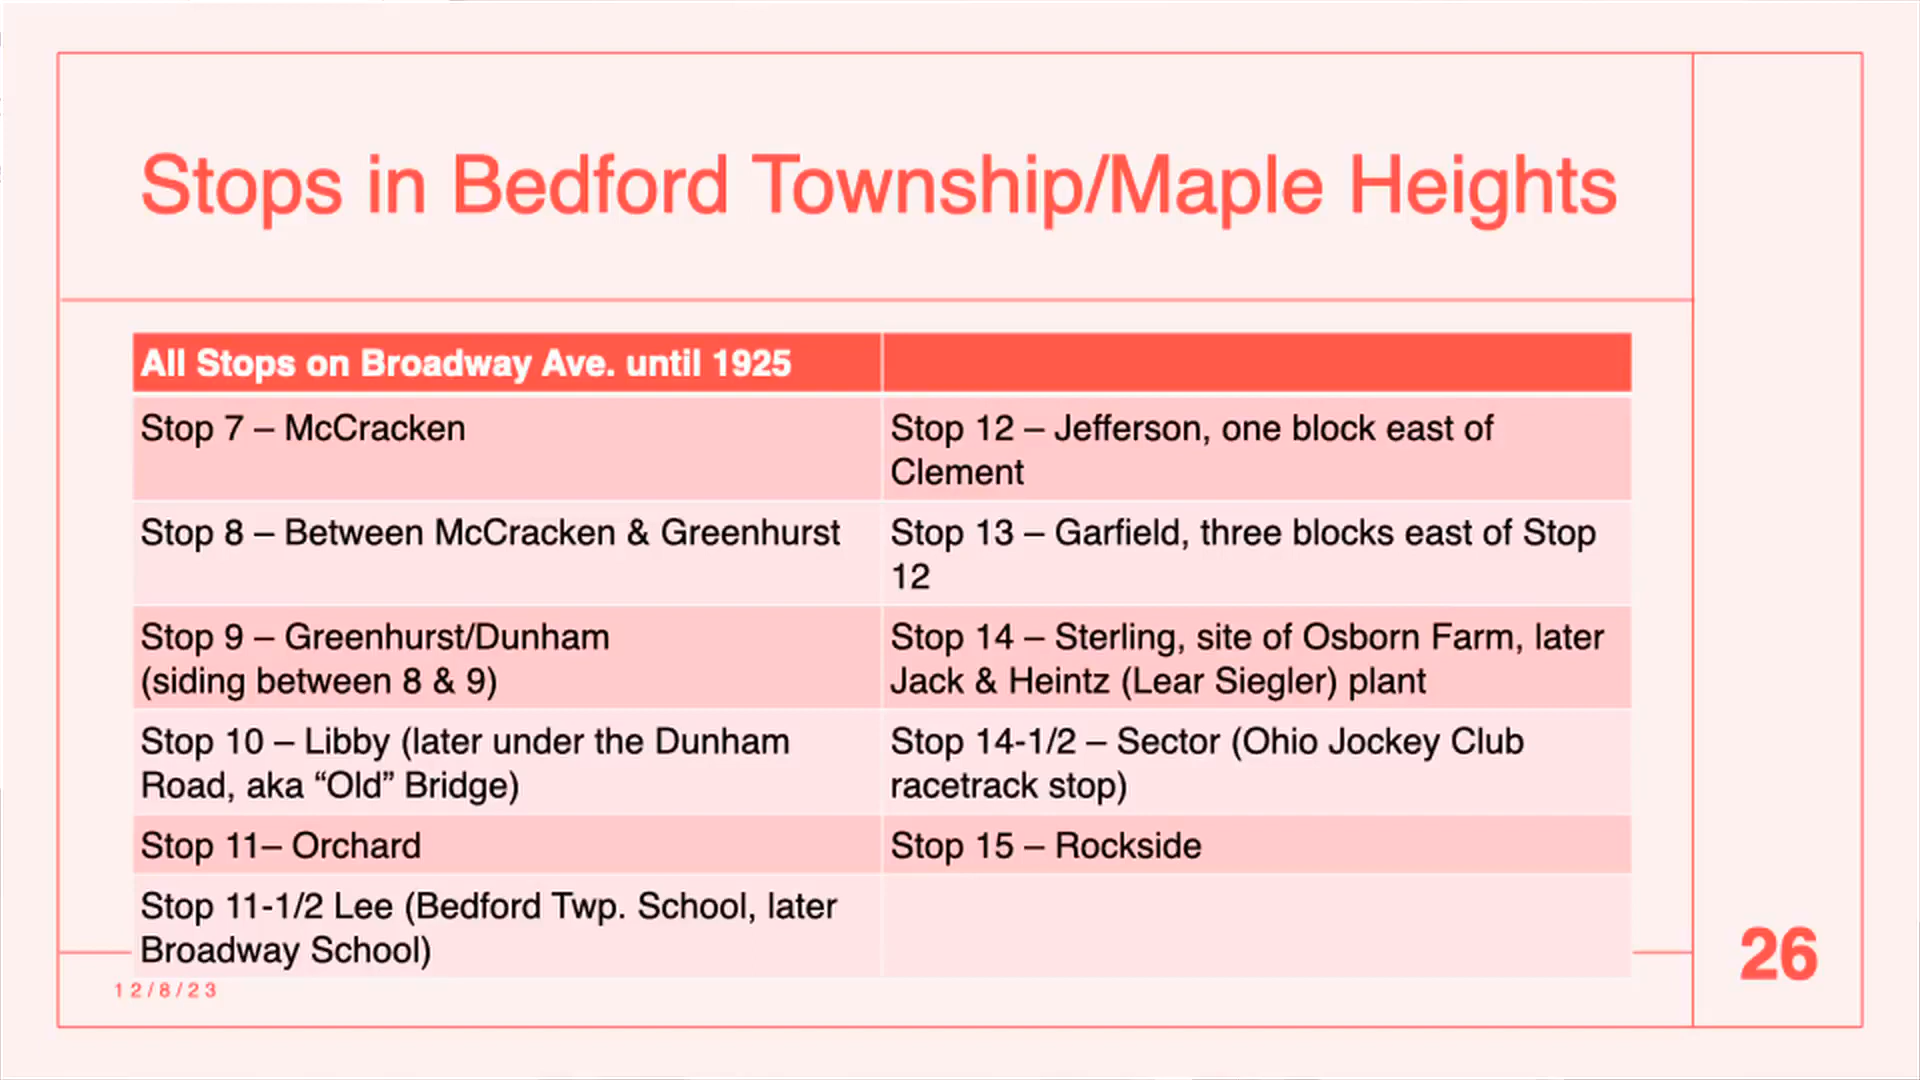 Stops in Bedford Township/Maple Heights
All Stops on Broadway Ave. until 1925
Stop 7 – McCracken
Stop 12 – Jefferson, one block east of
Clement
Stop 8 – Between McCracken & Greenhurst
Stop 13 – Garfield, three blocks east of Stop
12
Stop 9 – Greenhurst/Dunham
(siding between 8 & 9)
Stop 14 – Sterling, site of Osborn Farm, later
Jack & Heintz (Lear Siegler) plant
Stop 10 – Libby (later under the Dunham
Road, aka “Old” Bridge)
Stop 14-1/2 – Sector (Ohio Jockey Club
racetrack stop)
Stop 11– Orchard
Stop 15 – Rockside
Stop 11-1/2 Lee (Bedford Twp. School, later
Broadway School)
12/8/23
26